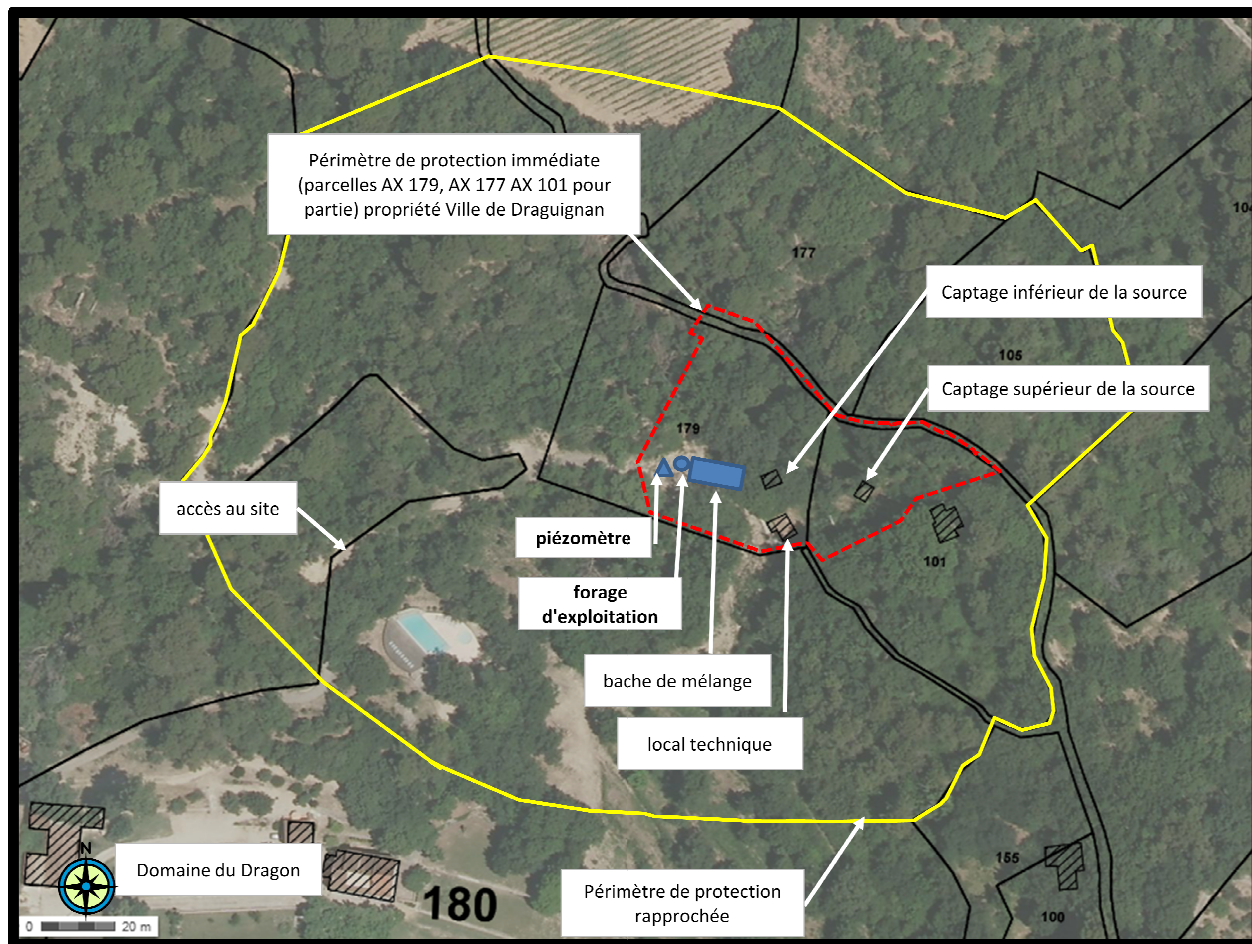 Périmètre de protection immédiate
(parcelles AX 179, AX 177 AX 101 pour
partie) propriété Ville de Draguignan
104
177
Captage inférieur de la source
105
Captage supérieur de la source
179
accès au site
piézomètre
101
forage
d'exploitation
bache de mélange
local technique
N
Domaine du Dragon
180
Périmètre de protection
rapprochée
155
100
0 20 m